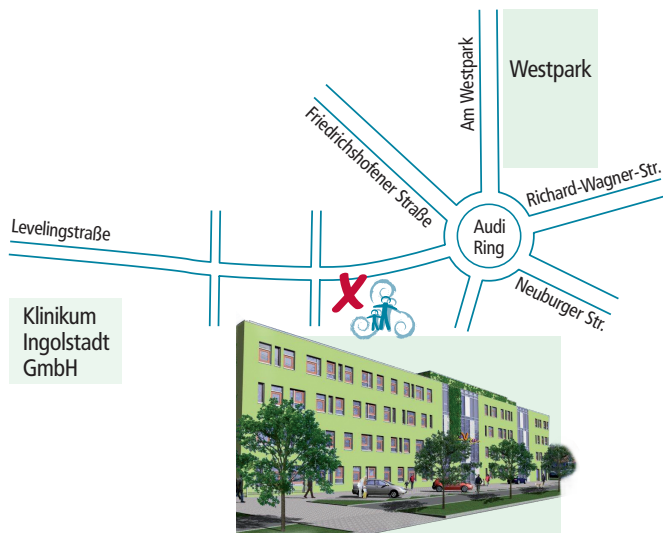 Westpark
Am Westpark
Friedrichshofener Straße
Richard-Wagner-Str.
Audi
Ring
Levelingstraße
Neuburger Str.
Klinikum
Ingolstadt
GmbH